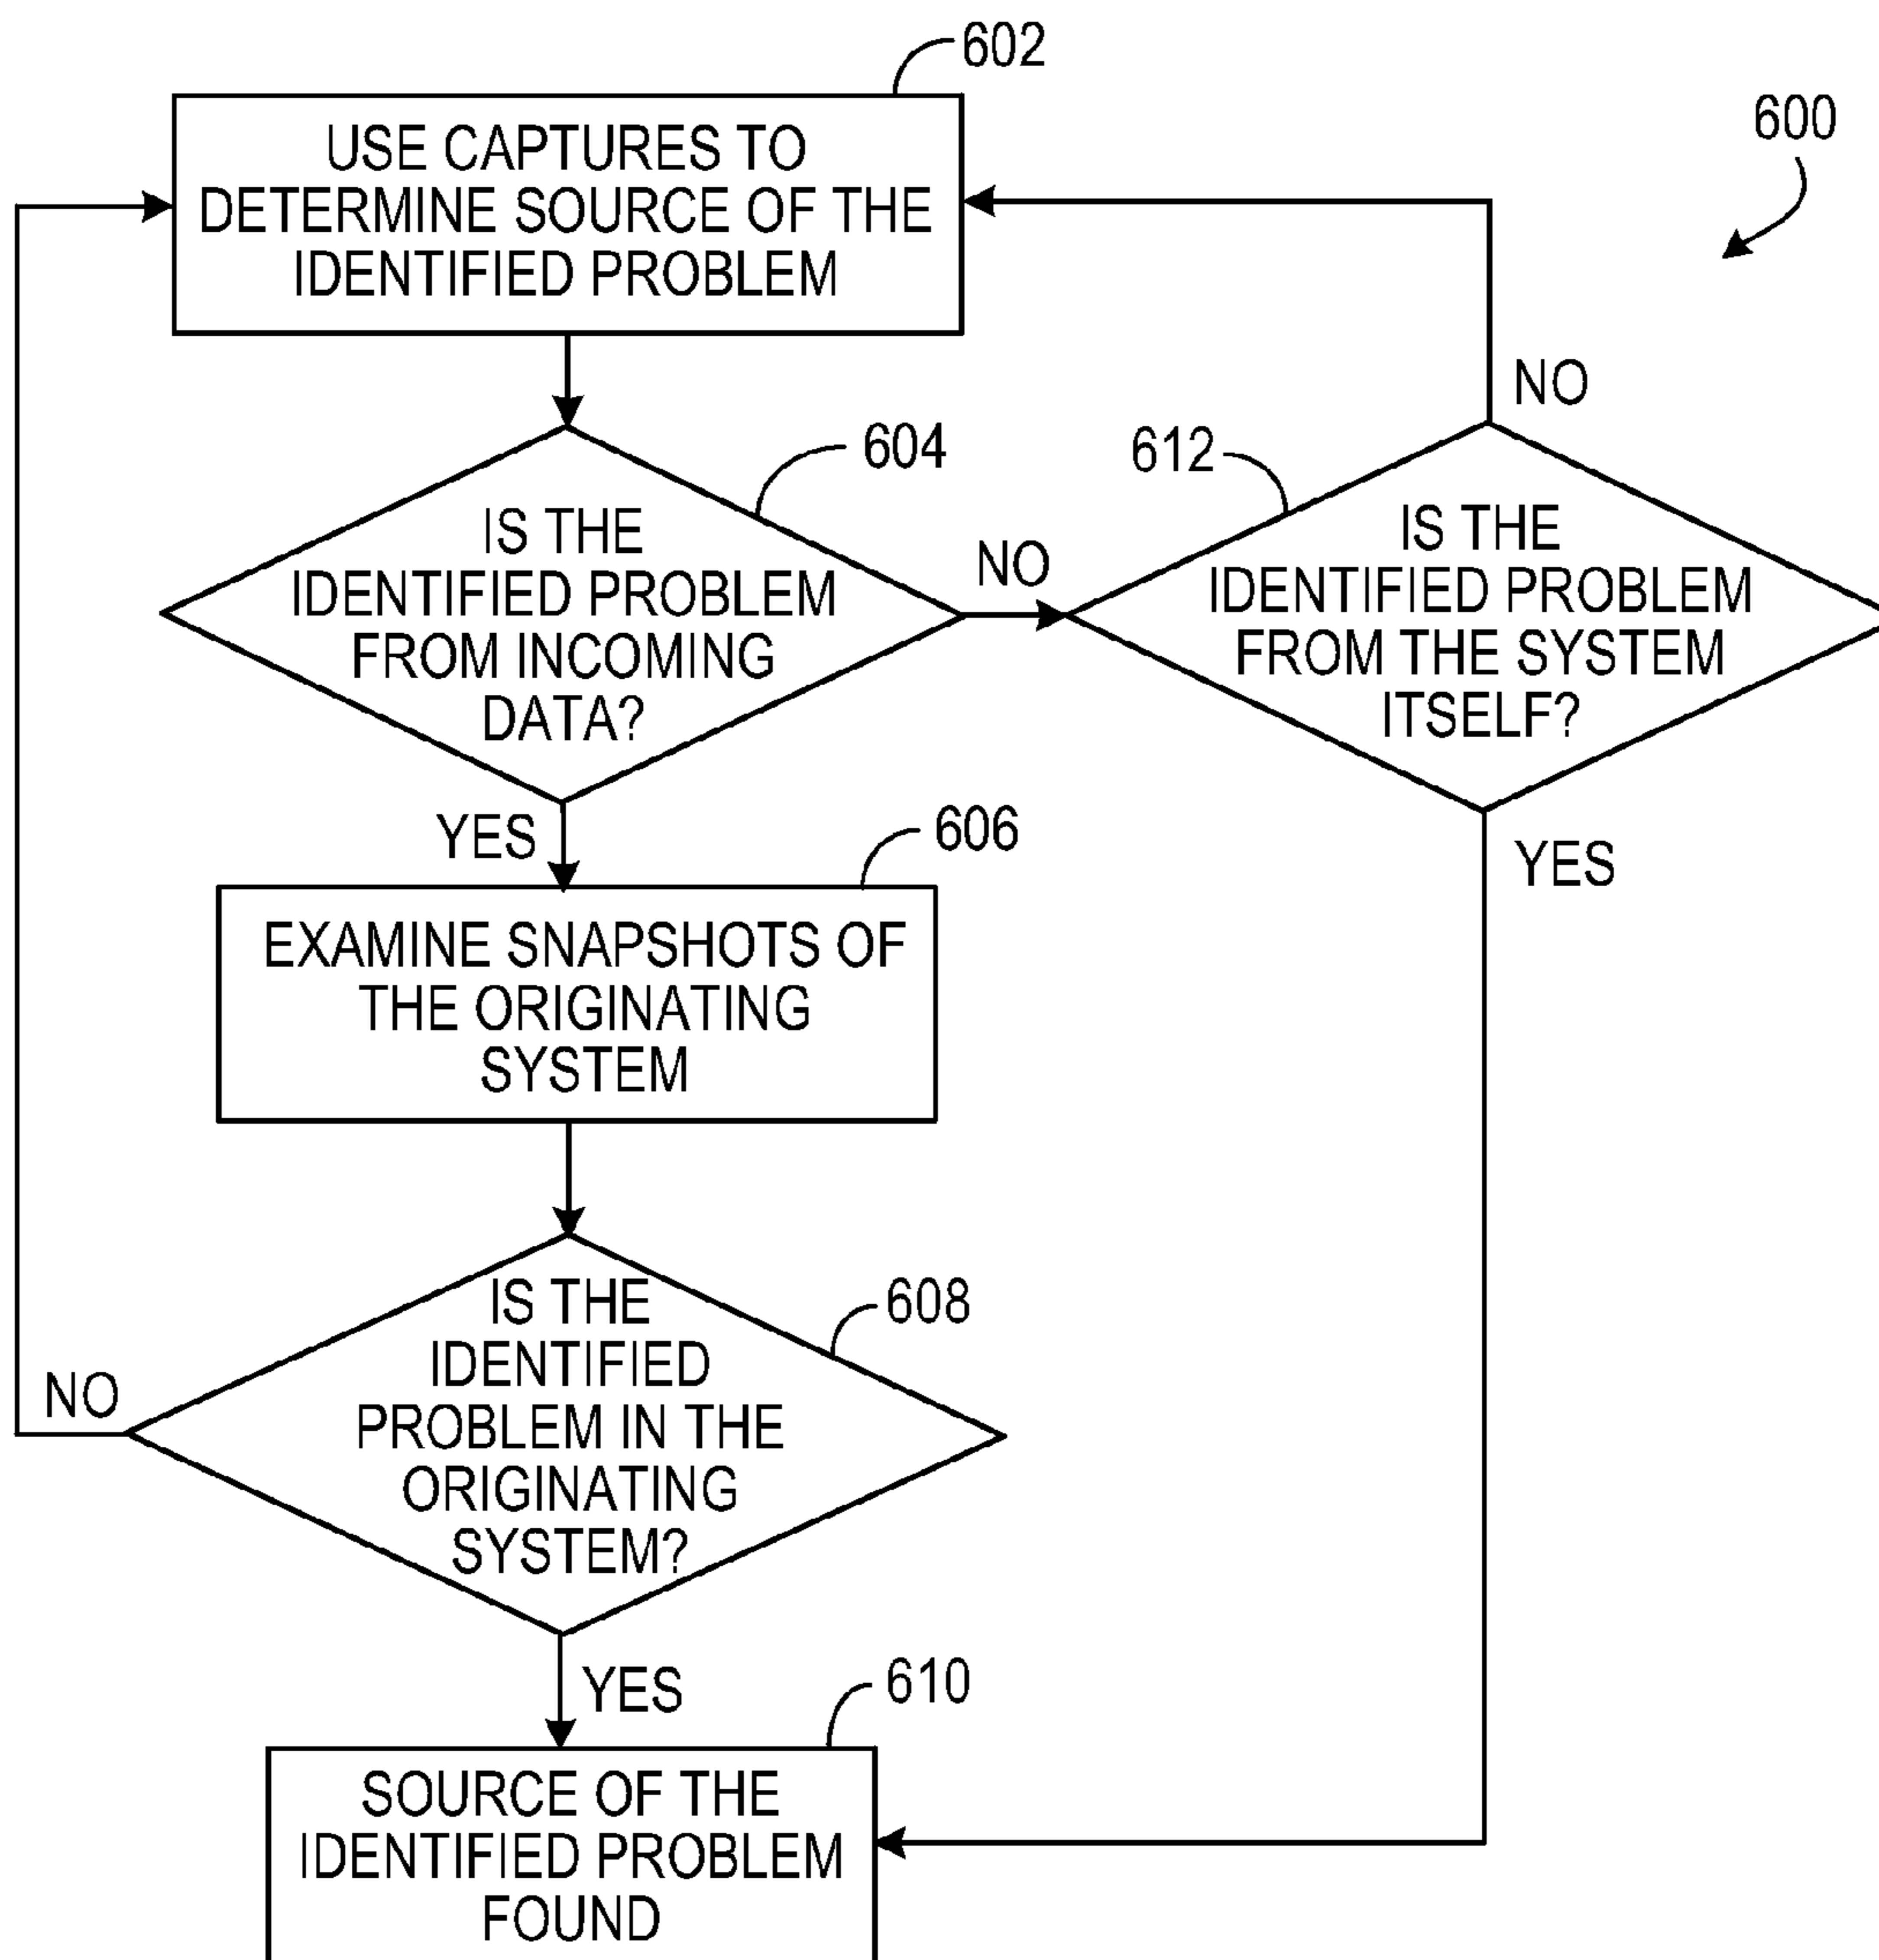 602
600
USE CAPTURES TO
DETERMINE SOURCE OF THE
IDENTIFIED PROBLEM
NO
604
612
IS THE
IDENTIFIED PROBLEM
FROM INCOMING
DATA?
NO
IS THE
IDENTIFIED PROBLEM
FROM THE SYSTEM
ITSELF?
YES
606
YES
EXAMINE SNAPSHOTS OF
THE ORIGINATING
SYSTEM
608
IS THE
IDENTIFIED
PROBLEM IN THE
ORIGINATING
SYSTEM?
NO
YES
610
SOURCE OF THE
IDENTIFIED PROBLEM
FOUND